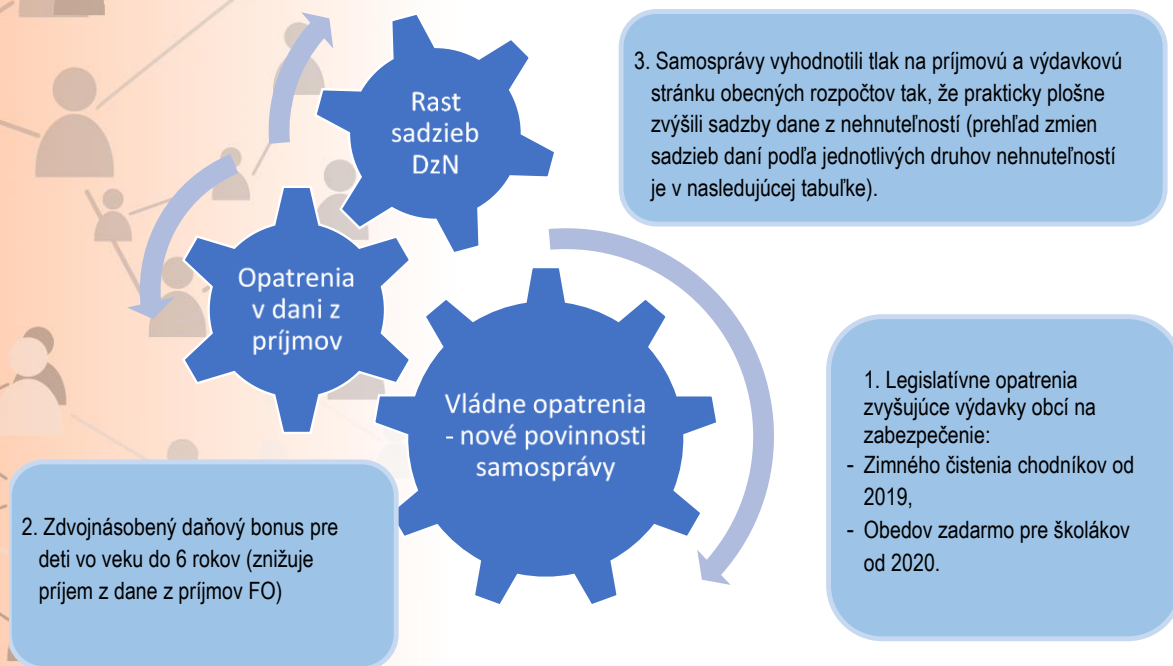 Rast
sadzieb
DzN
3. Samosprávy vyhodnotili tlak na príjmovú a výdavkovú
stránku obecných rozpočtov tak, že prakticky plošne
zvýšili sadzby dane z nehnuteľností (prehľad zmien
sadzieb daní podľa jednotlivých druhov nehnuteľností
je v nasledujúcej tabuľke).
Opatrenia
v dani z
príjmov
Vládne opatrenia
- nové povinnosti
samosprávy
1. Legislatívne opatrenia
zvyšujúce výdavky obcí na
zabezpečenie:
- Zimného čistenia chodníkov od
2019,
- Obedov zadarmo pre školákov
od 2020.
2. Zdvojnásobený daňový bonus pre
deti vo veku do 6 rokov (znižuje
príjem z dane z príjmov FO)